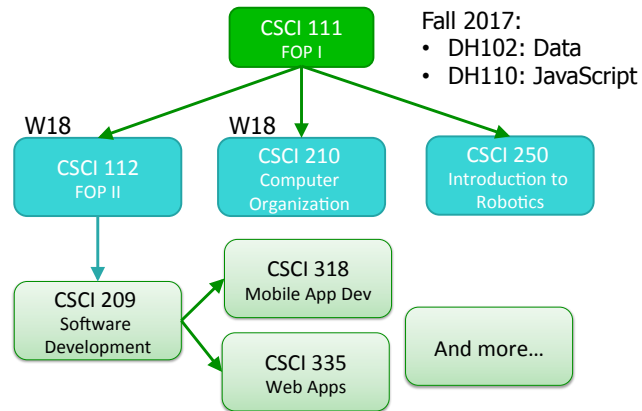 CSCI 111
FOP I
Fall 2017:
• DH102: Data
• DH110: JavaScript
W18
W18
CSCI 112
FOP II
CSCI 210
Computer
Organization
CSCI 250
Introduction to
Robotics
CSCI 209
Software
Development
CSCI 318
Mobile App Dev
CSCI 335
Web Apps
And more...